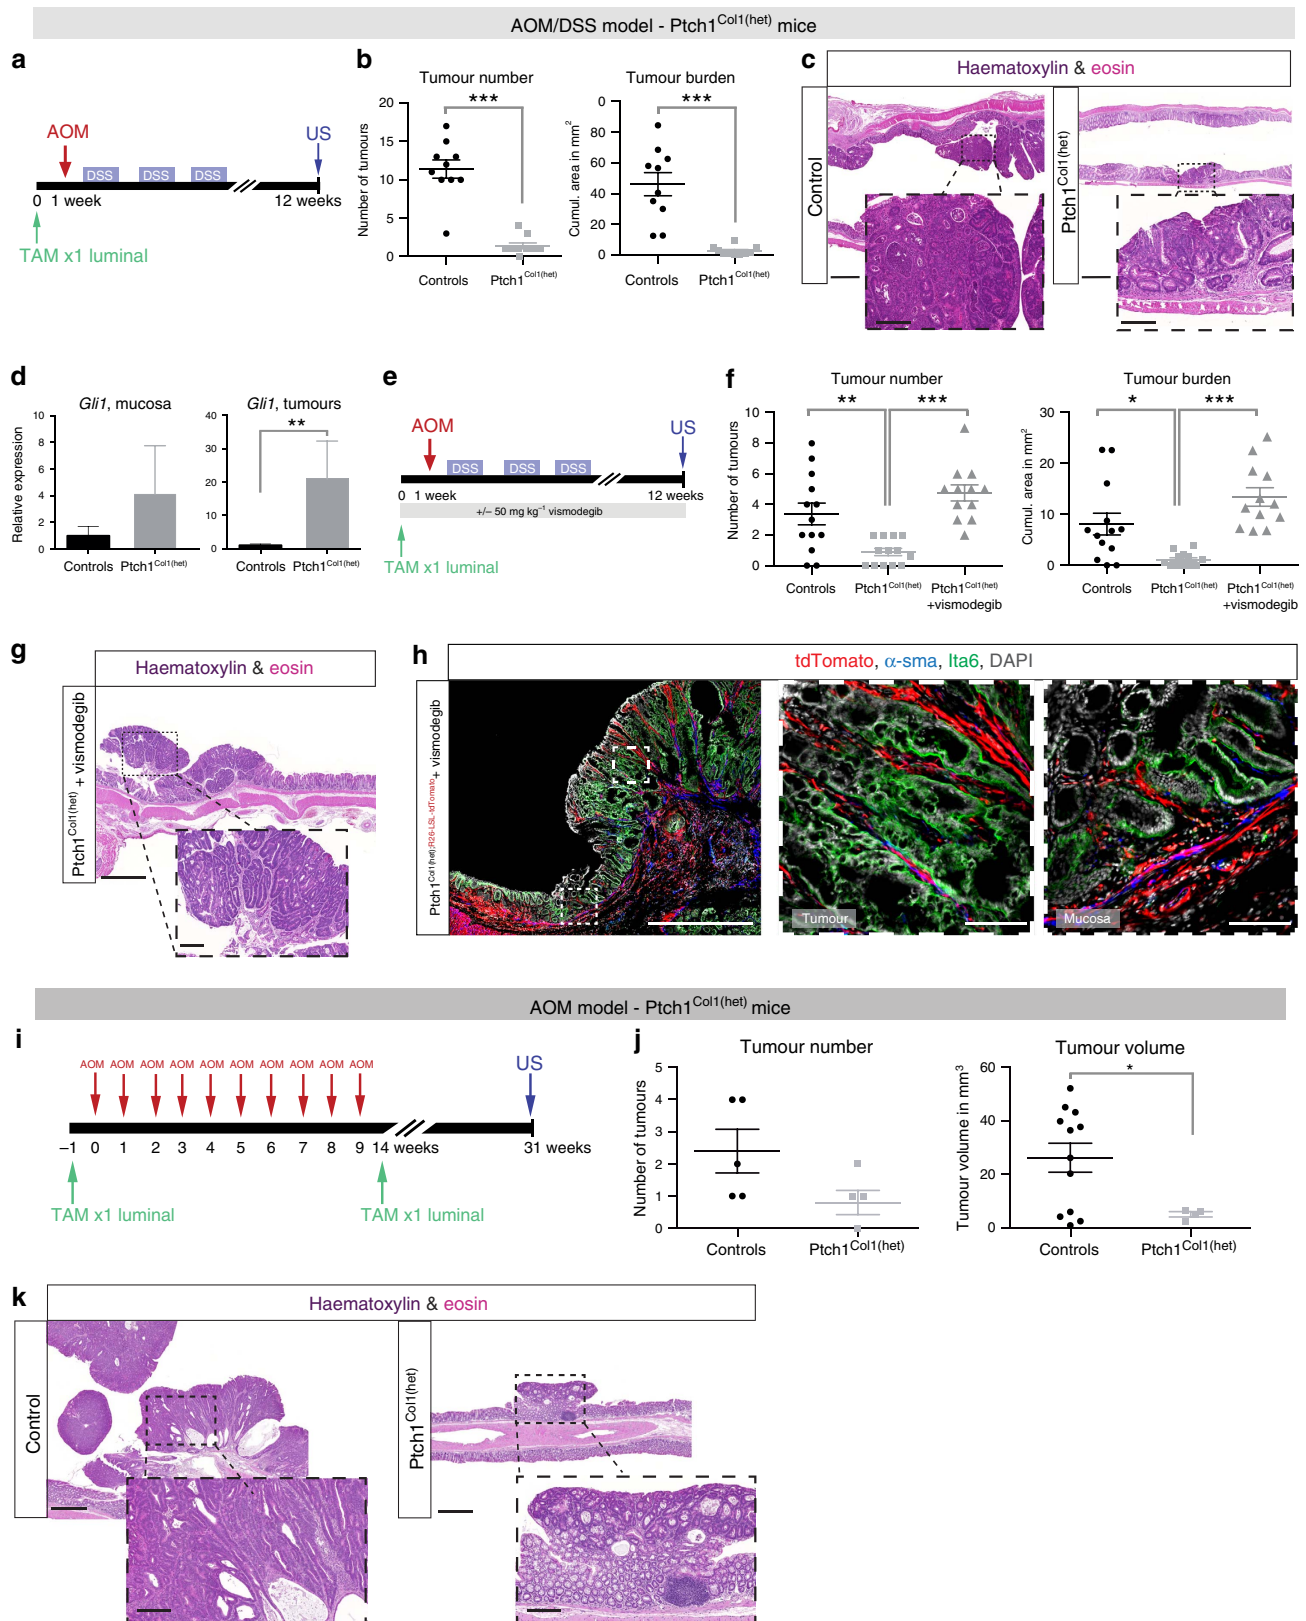 AOM/DSS model - Ptch1Col1(het) mice
a
AOM
US
DSS DSS DSS
0 1 week 12 weeks
TAM x1 luminal
b
Tumour number
***
Number of tumours
20
15
10
5
0
Controls Ptch1Col1(het)
Tumour burden
***
Cumul. area in mm2
0
80
60
40
20
0
Controls Ptch1Col1(het)
c
Haematoxylin & eosin
Control
Ptch1Col1(het)
d
Gli1, mucosa
Relative expression
10
8
6
4
2
0
Controls Ptch1Col1(het)
Gli1, tumours
**
40
30
20
10
0
Controls Ptch1Col1(het)
e
AOM
US
DSS DSS DSS
0 1 week 12 weeks
+/– 50 mg kg−1 vismodegib
TAM x1 luminal
f
Tumour number
** ***
Number of tumours
10
8
6
4
2
0
Controls Ptch1Col1(het) Ptch1Col1(het)
+vismodegib
Tumour burden
* ***
Cumul. area in mm2
30
20
10
0
Controls Ptch1Col1(het) Ptch1Col1(het)
+vismodegib
g
Haematoxylin & eosin
Ptch1Col1(het) + vismodegib
h
tdTomato, α-sma, Ita6, DAPI
Ptch1Col1(het);R26-LSL-tdTomato+ vismodegib
Tumour
Mucosa
AOM model - Ptch1Col1(het) mice
i
AOM AOM AOM AOM AOM AOM AOM AOM AOM AOM
US
–1 0 1 2 3 4 5 6 7 8 9 14 weeks 31 weeks
TAM x1 luminal TAM x1 luminal
j
Tumour number
Number of tumours
5
4
3
2
1
0
Controls Ptch1Col1(het)
Tumour volume
*
Tumour volume in mm3
60
40
20
0
Controls Ptch1Col1(het)
k
Haematoxylin & eosin
Control
Ptch1Col1(het)